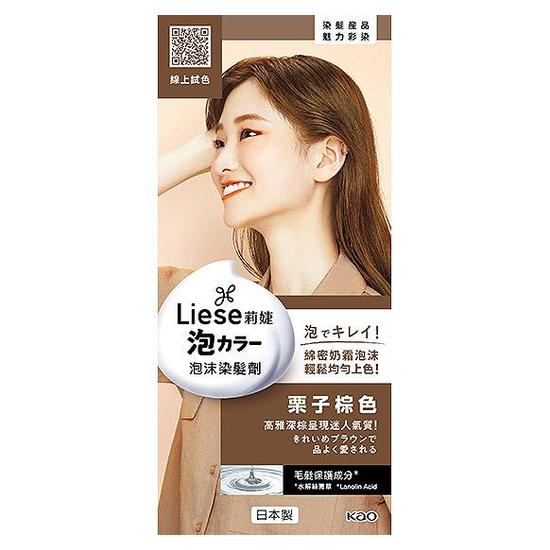 染髮産品
魅力彩染
線上試色
Liese莉婕
泡カラー
泡沫染髮劑
泡でキレイ!
綿密奶霜泡沫
輕鬆均勻上色!
栗子棕色
高雅深棕呈現迷人氣質!
きれいめブラウンで
品よく愛される
毛髮保護成分*
*水解絲蛋白 *Lanolin Acid
日本製
Kao